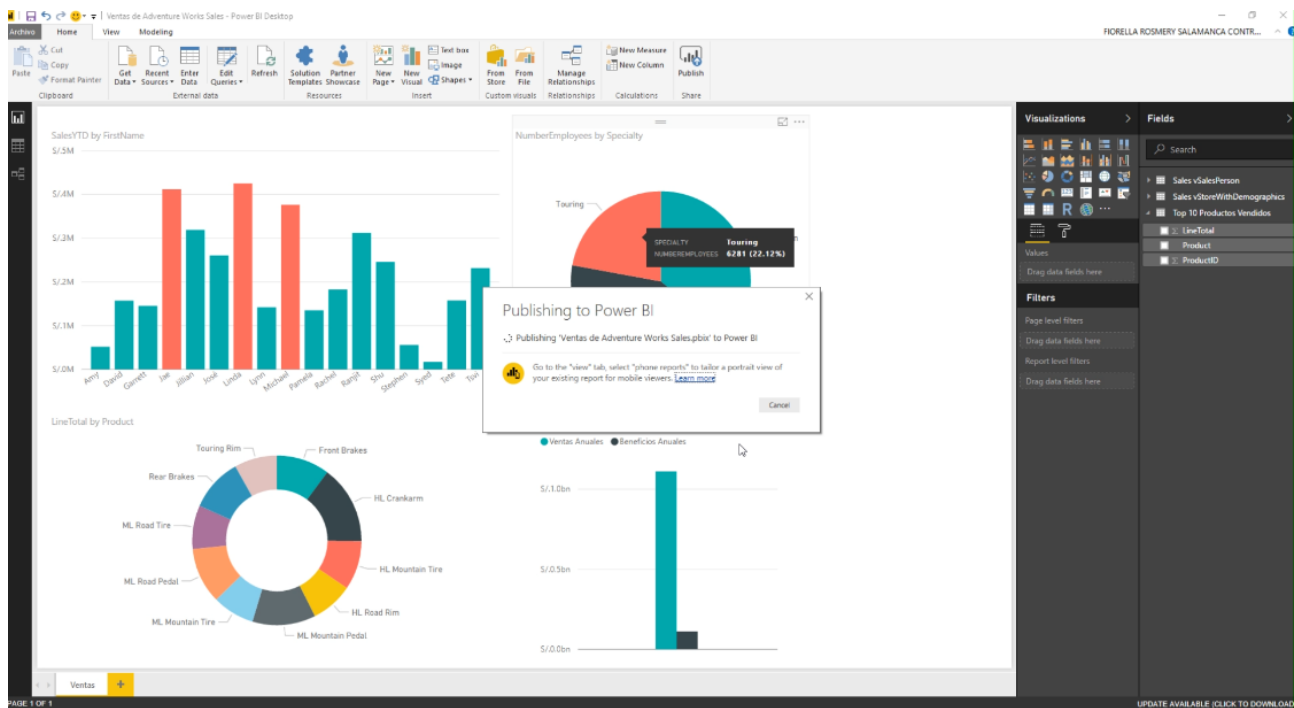 Ventas de Adventure Works Sales - Power BI Desktop
Archivo Home View Modeling
FIORELLA ROSMERY SALAMANCA CONTR...
Paste
Cut
Copy
Format Painter
Clipboard
Get Data
Recent Sources
Enter Data
Edit Queries
Refresh
External data
Solution Templates
Partner Showcase
Resources
New Page
New Visual
Text box
Image
Shapes
Insert
From Store
From File
Custom visuals
Manage Relationships
Relationships
New Measure
New Column
Calculations
Publish
Share
SalesYTD by FirstName
S/.5M
S/.4M
S/.3M
S/.2M
S/.1M
S/.0M
Amy David Garrett Jae Jillian José Linda Lynn Michael Pamela Rachel Ranjit Shu Stephen Syed Tete Tsvi
NumberEmployees by Specialty
Touring
SPECIALTY Touring
NUMBEREMPLOYEES 6281 (22.12%)
Publishing to Power BI
Publishing 'Ventas de Adventure Works Sales.pbix' to Power BI
Go to the "view" tab, select "phone reports" to tailor a portrait view of
your existing report for mobile viewers. Learn more
Cancel
LineTotal by Product
Touring Rim
Front Brakes
Rear Brakes
HL Crankarm
ML Road Tire
HL Mountain Tire
ML Road Pedal
HL Road Rim
ML Mountain Tire
ML Mountain Pedal
Ventas Anuales Beneficios Anuales
S/.1.0bn
S/.0.5bn
S/.0.0bn
Visualizations
R
Values
Drag data fields here
Filters
Page level filters
Drag data fields here
Report level filters
Drag data fields here
Fields
Search
Sales vSalesPerson
Sales vStoreWithDemographics
Top 10 Productos Vendidos
Σ LineTotal
Product
Σ ProductID
Ventas
PAGE 1 OF 1
UPDATE AVAILABLE (CLICK TO DOWNLOAD